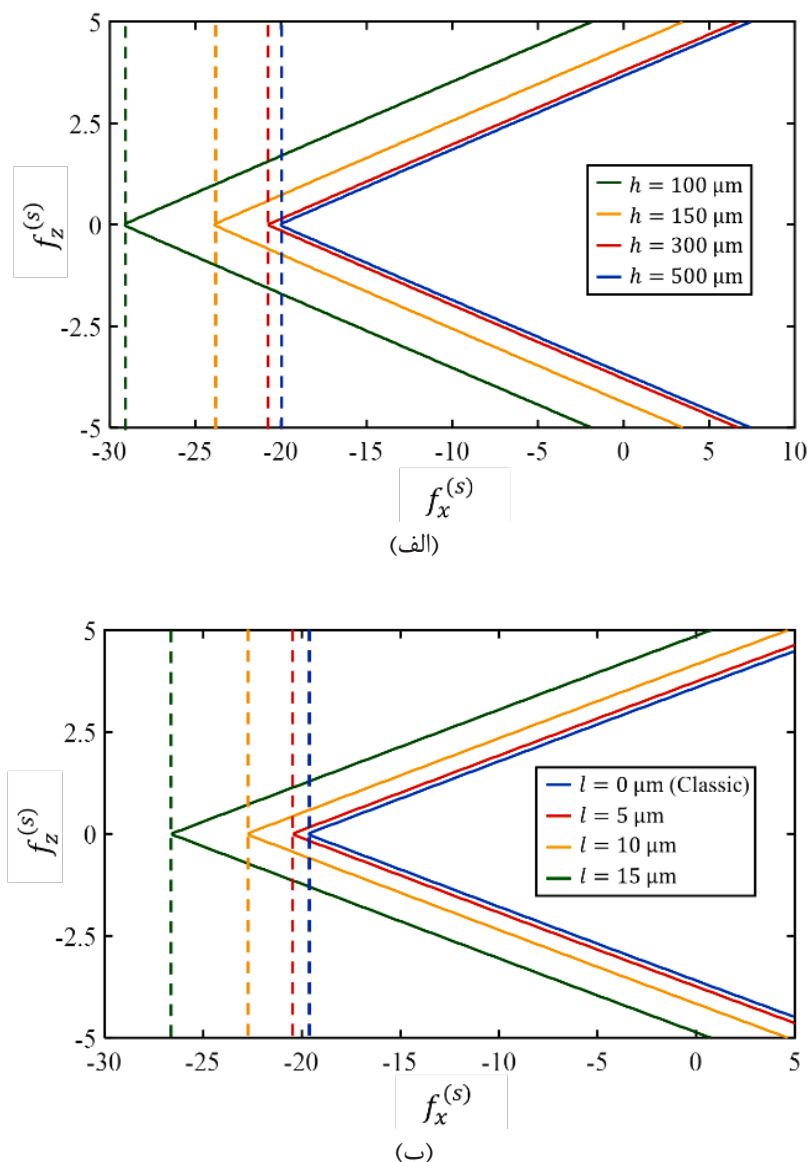 5
2.5
0
-2.5
-5
f_z^{(s)}
h = 100 μm
h = 150 μm
h = 300 μm
h = 500 μm
-30 -25 -20 -15 -10 -5 0 5 10
f_x^{(s)}
(الف)
5
2.5
0
-2.5
-5
f_z^{(s)}
l = 0 μm (Classic)
l = 5 μm
l = 10 μm
l = 15 μm
-30 -25 -20 -15 -10 -5 0 5
f_x^{(s)}
(ب)